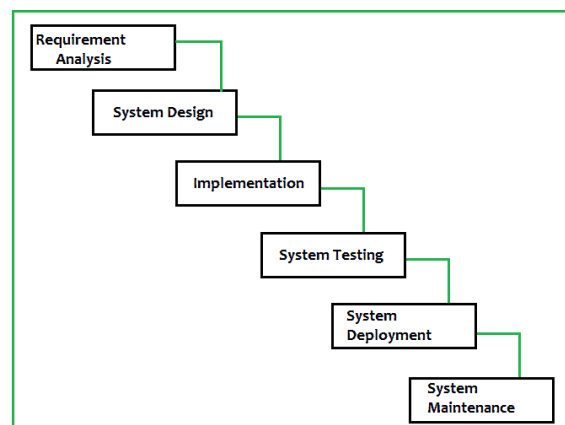 Requirement
Analysis
System Design
Implementation
System Testing
System
Deployment
System
Maintenance